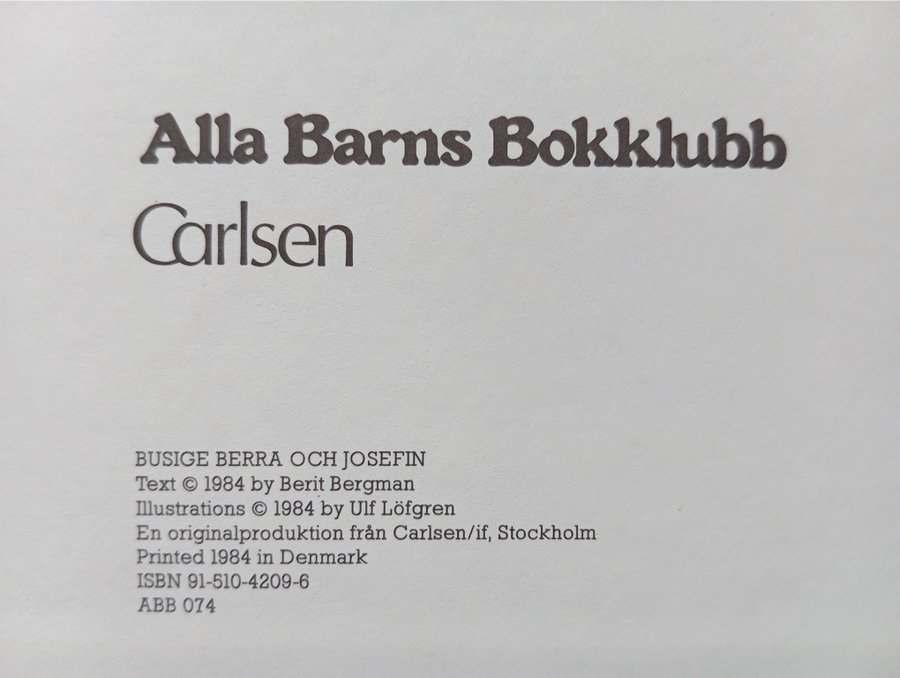 Alla Barns Bokklubb
Carlsen
BUSIGE BERRA OCH JOSEFIN
Text © 1984 by Berit Bergman
Illustrations © 1984 by Ulf Löfgren
En originalproduktion från Carlsen/if, Stockholm
Printed 1984 in Denmark
ISBN 91-510-4209-6
ABB 074